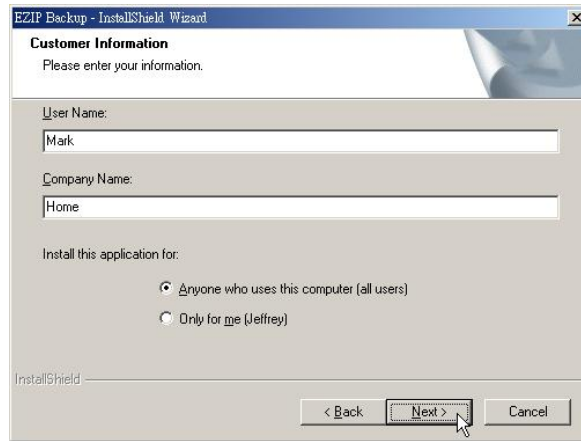 EZIP Backup - InstallShield Wizard
Customer Information
Please enter your information.
User Name:
Mark
Company Name:
Home
Install this application for:
Anyone who uses this computer (all users)
Only for me (Jeffrey)
InstallShield
< Back
Next >
Cancel